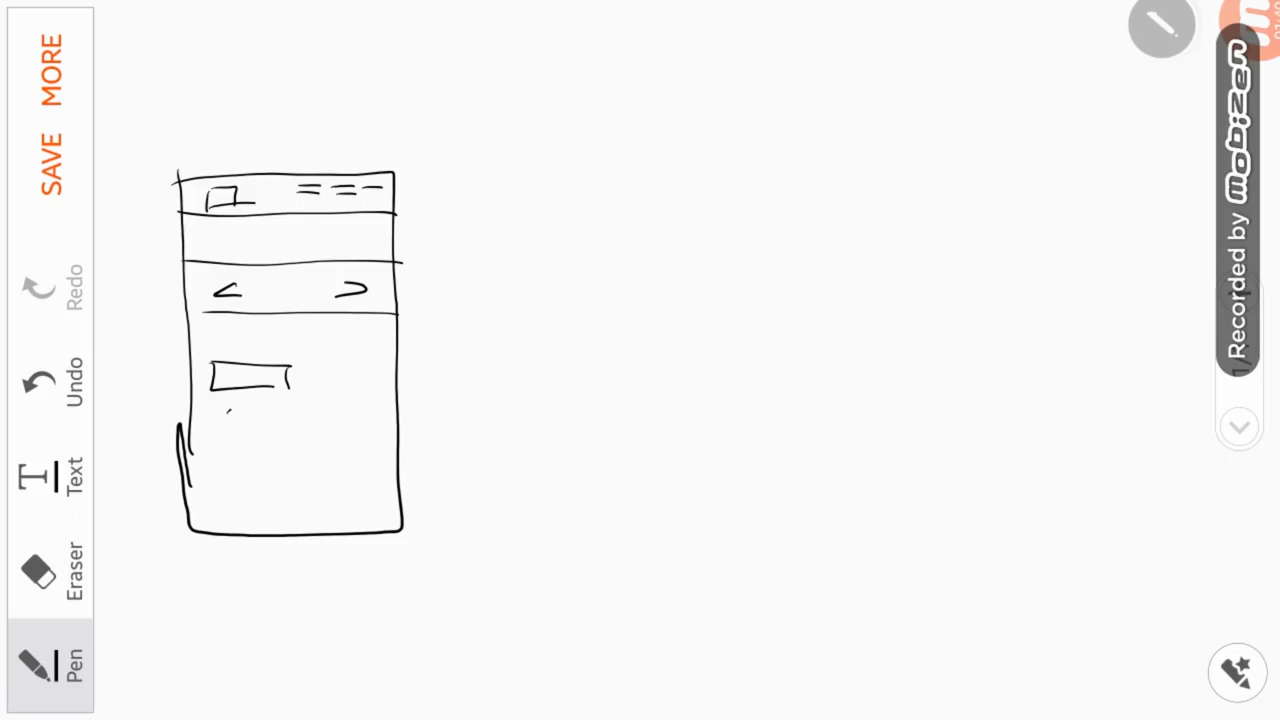 SAVE MORE
Redo
Undo
Text
Eraser
Pen
Recorded by mobizen